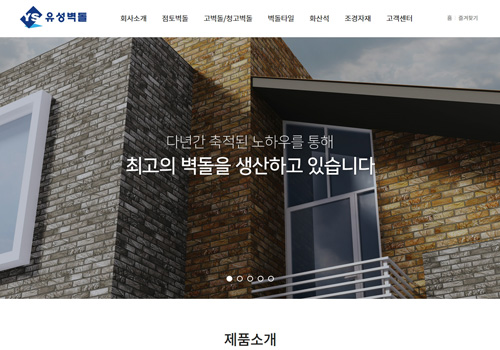 YS 유성벽돌
회사소개 점토벽돌 고벽돌/청고벽돌 벽돌타일 화산석 조경자재 고객센터
홈 즐겨찾기
다년간 축적된 노하우를 통해
최고의 벽돌을 생산하고 있습니다
제품소개